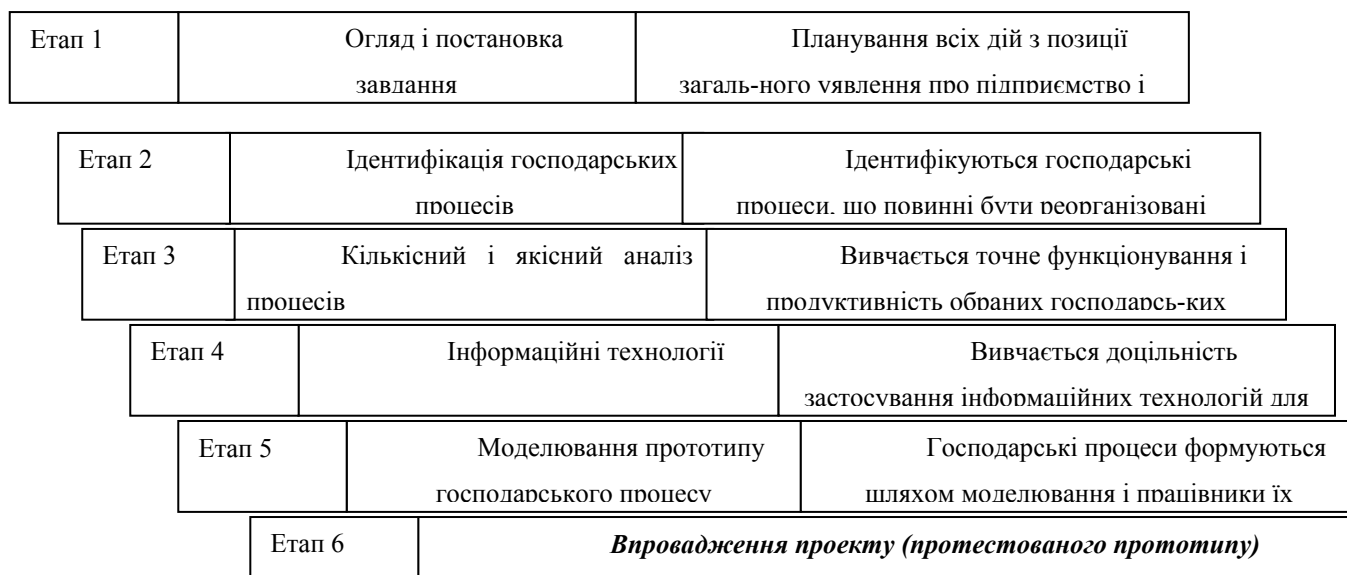 Етап 1
Огляд і постановка
завдання
Планування всіх дій з позиції
загаль-ного уявлення про підприємство і
Етап 2
Ідентифікація господарських
процесів
Ідентифікуються господарські
процеси, що повинні бути реорганізовані
Етап 3
Кількісний і якісний аналіз
процесів
Вивчається точне функціонування і
продуктивність обраних господарсь-ких
Етап 4
Інформаційні технології
Вивчається доцільність
застосування інформаційних технологій для
Етап 5
Моделювання прототипу
господарського процесу
Господарські процеси формуються
шляхом моделювання і працівники їх
Етап 6
Впровадження проекту (протестованого прототипу)